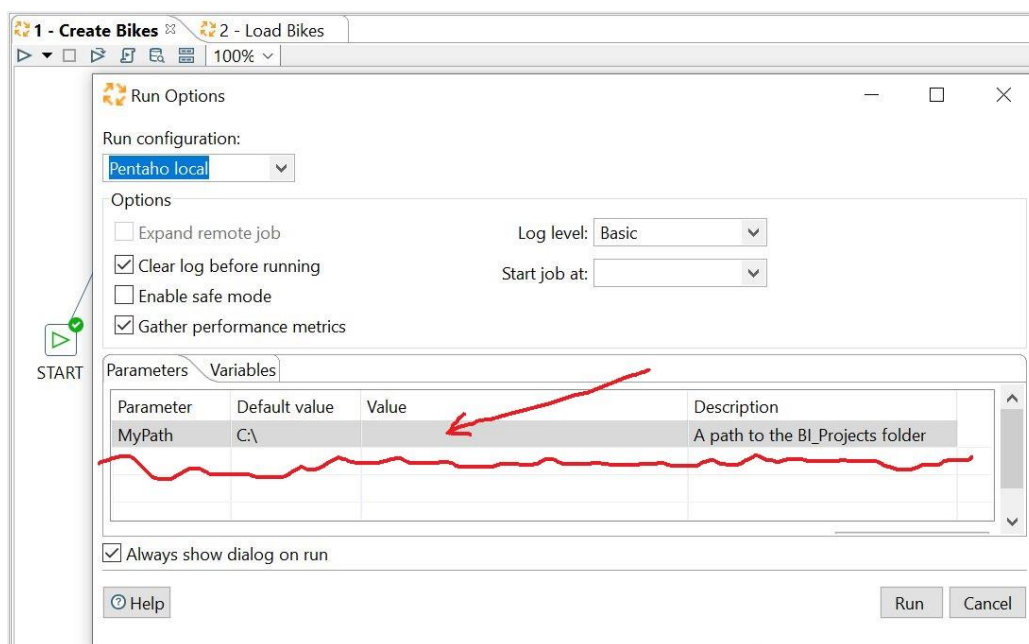 1 - Create Bikes 2 - Load Bikes
100%
Run Options
Run configuration:
Pentaho local
Options
Expand remote job
Log level: Basic
Clear log before running
Start job at:
Enable safe mode
Gather performance metrics
START
Parameters Variables
Parameter Default value Value Description
MyPath C:\ A path to the BI_Projects folder
Always show dialog on run
Help Run Cancel